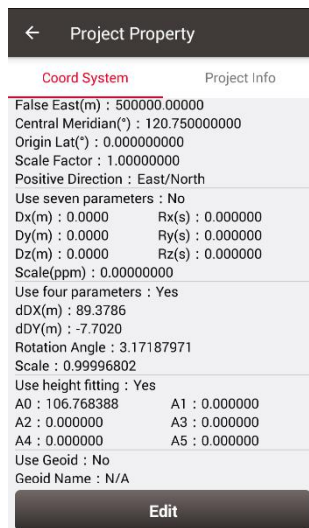 ← Project Property
Coord System Project Info
False East(m) : 500000.00000
Central Meridian(°) : 120.750000000
Origin Lat(°) : 0.000000000
Scale Factor : 1.00000000
Positive Direction : East/North
Use seven parameters : No
Dx(m) : 0.0000 Rx(s) : 0.000000
Dy(m) : 0.0000 Ry(s) : 0.000000
Dz(m) : 0.0000 Rz(s) : 0.000000
Scale(ppm) : 0.00000000
Use four parameters : Yes
dDX(m) : 89.3786
dDY(m) : -7.7020
Rotation Angle : 3.17187971
Scale : 0.99996802
Use height fitting : Yes
A0 : 106.768388 A1 : 0.000000
A2 : 0.000000 A3 : 0.000000
A4 : 0.000000 A5 : 0.000000
Use Geoid : No
Geoid Name : N/A
Edit